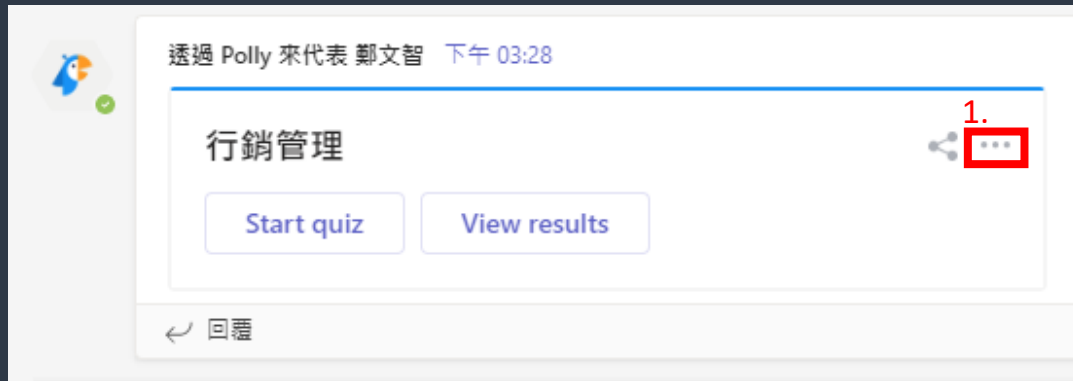 透過 Polly 來代表 鄭文智 下午 03:28
1.
行銷管理
Start quiz View results
回覆